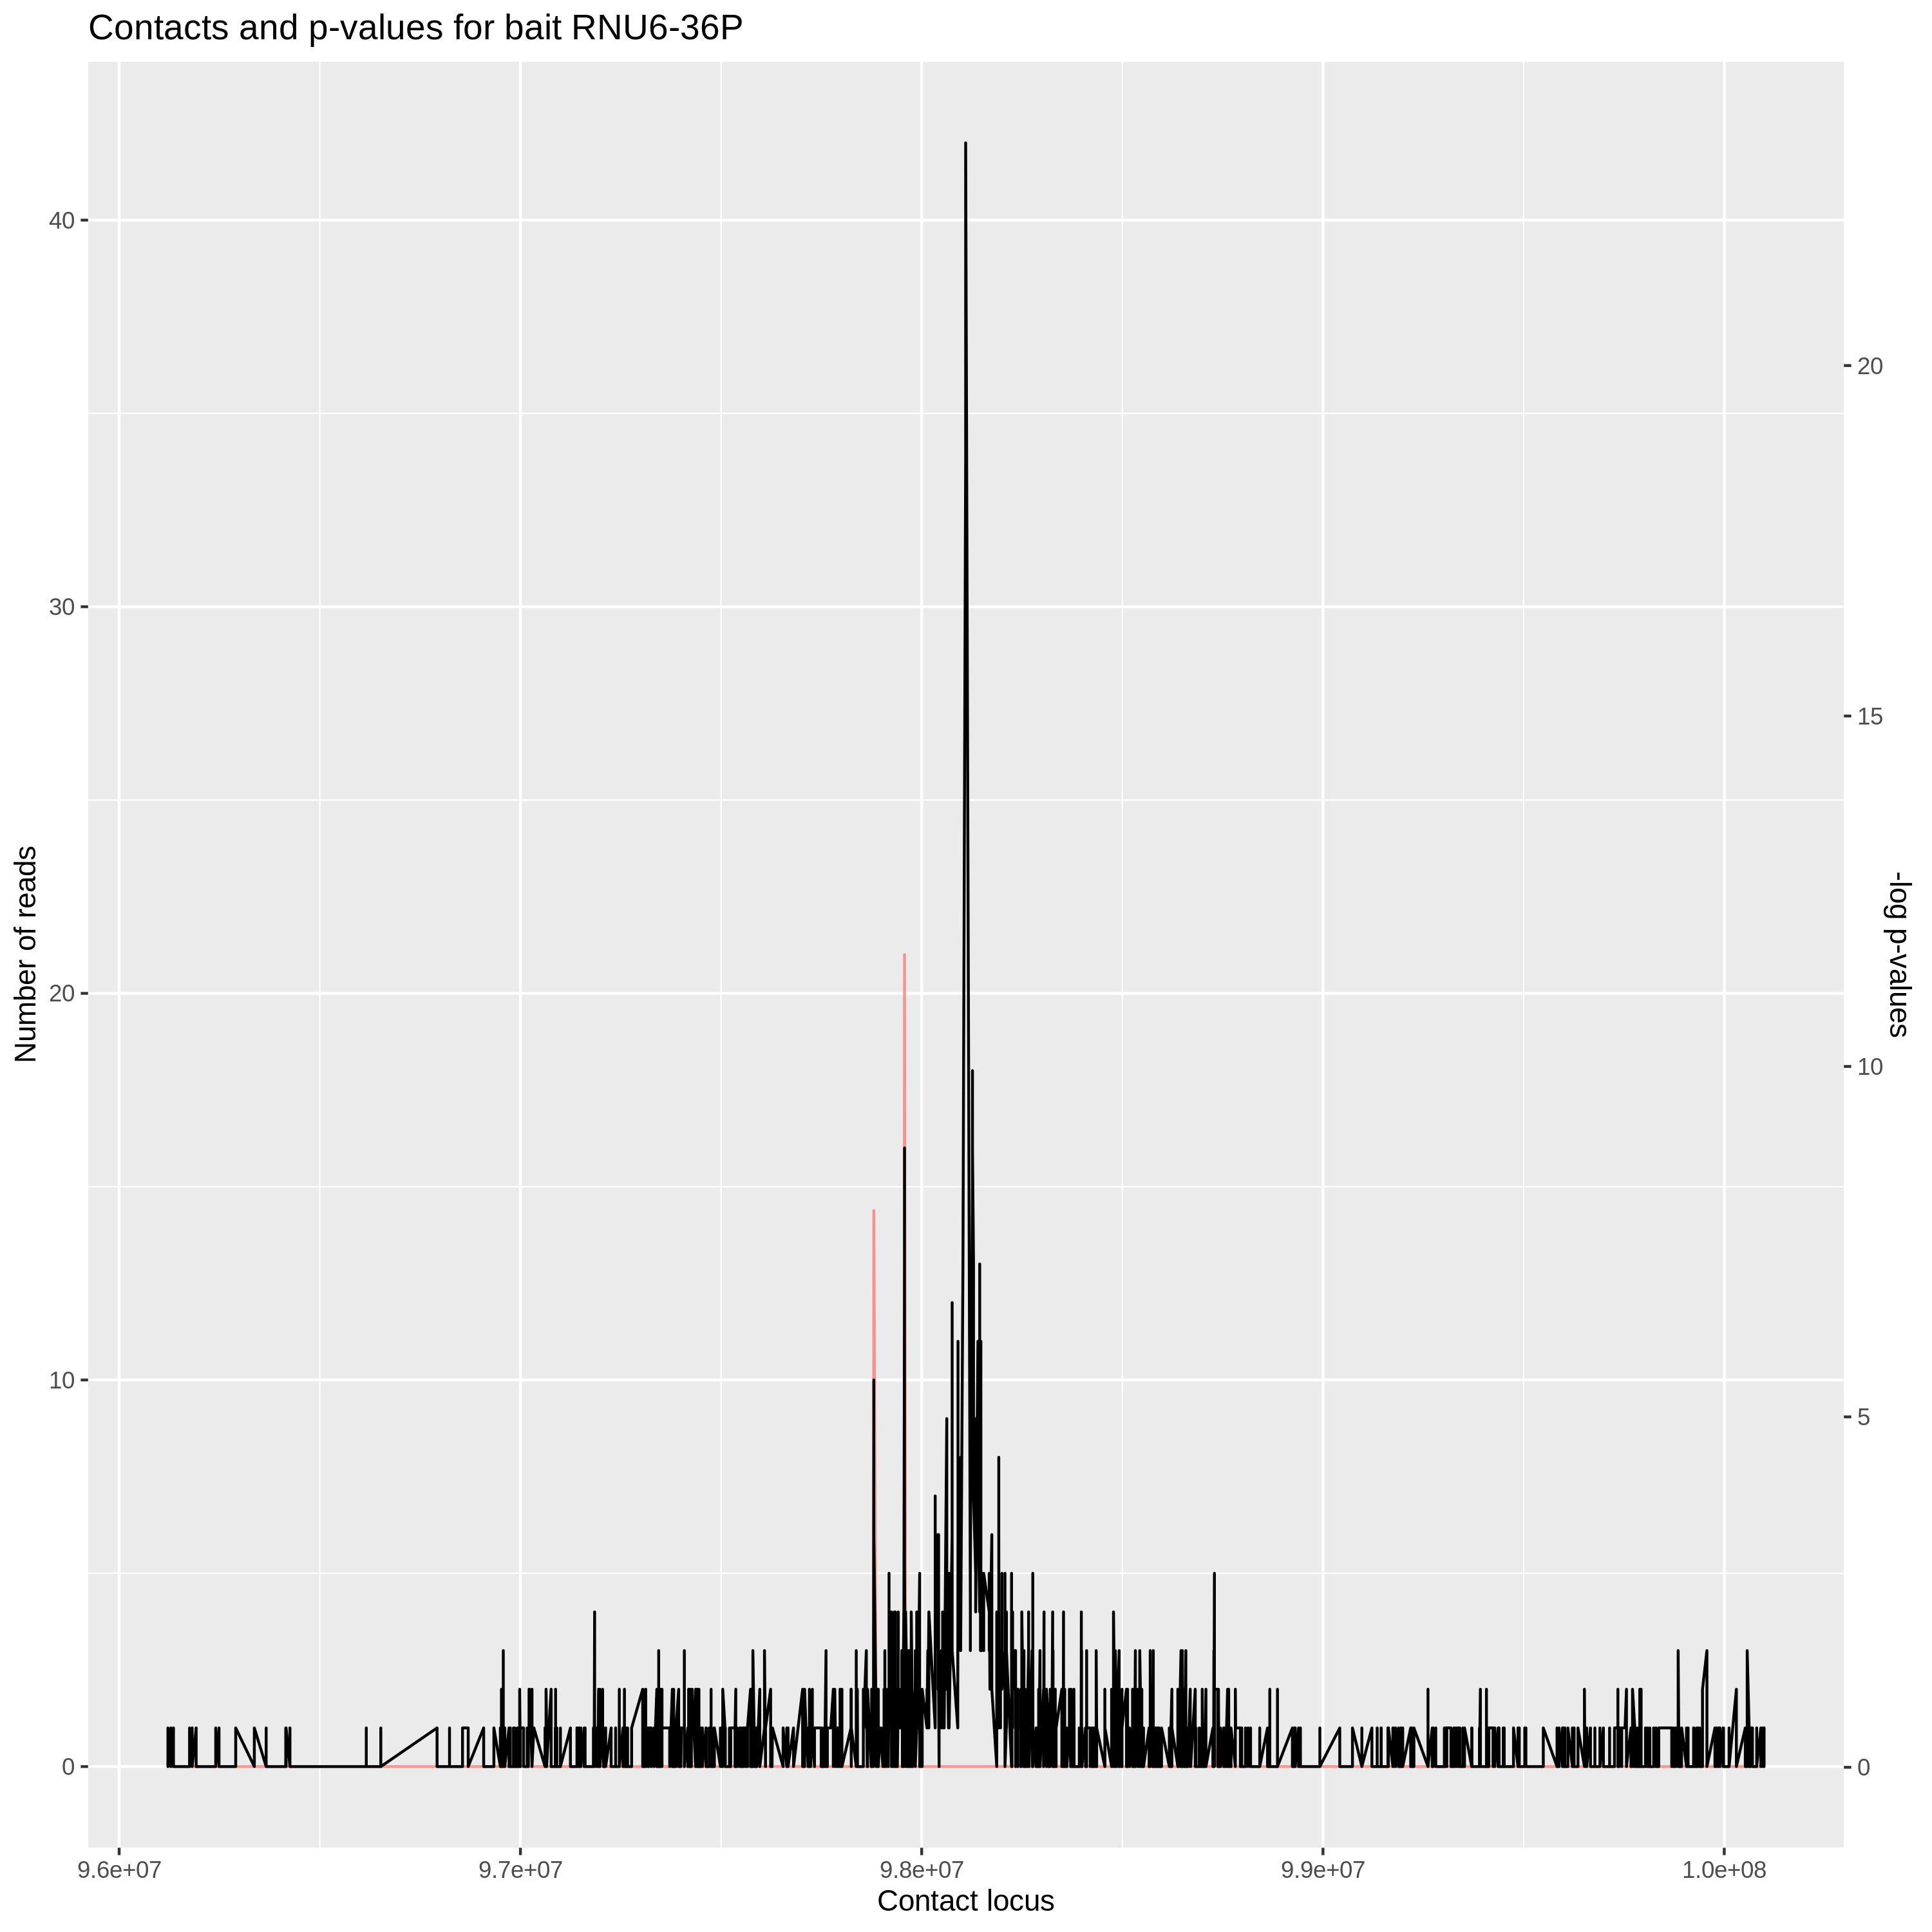 Contacts and p-values for bait RNU6-36P
40
30
20
10
0
Number of reads
20
15
10
5
0
-log p-values
9.6e+07 9.7e+07 9.8e+07 9.9e+07 1.0e+08
Contact locus